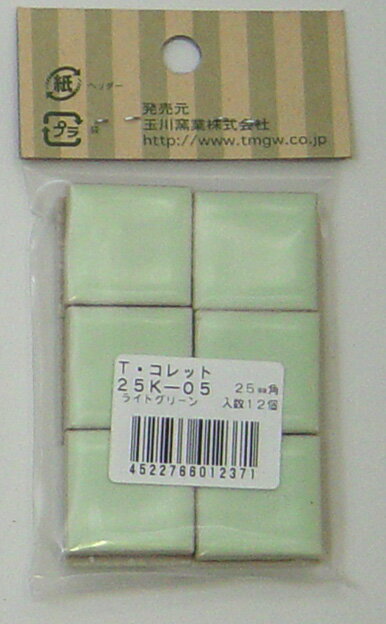 紙 ヘッダー
プラ 袋
発売元
玉川窯業株式会社
http://www.tmgw.co.jp
T・コレット
25K－05 25㎜角
ライトグリーン 入数12個
4522766012371